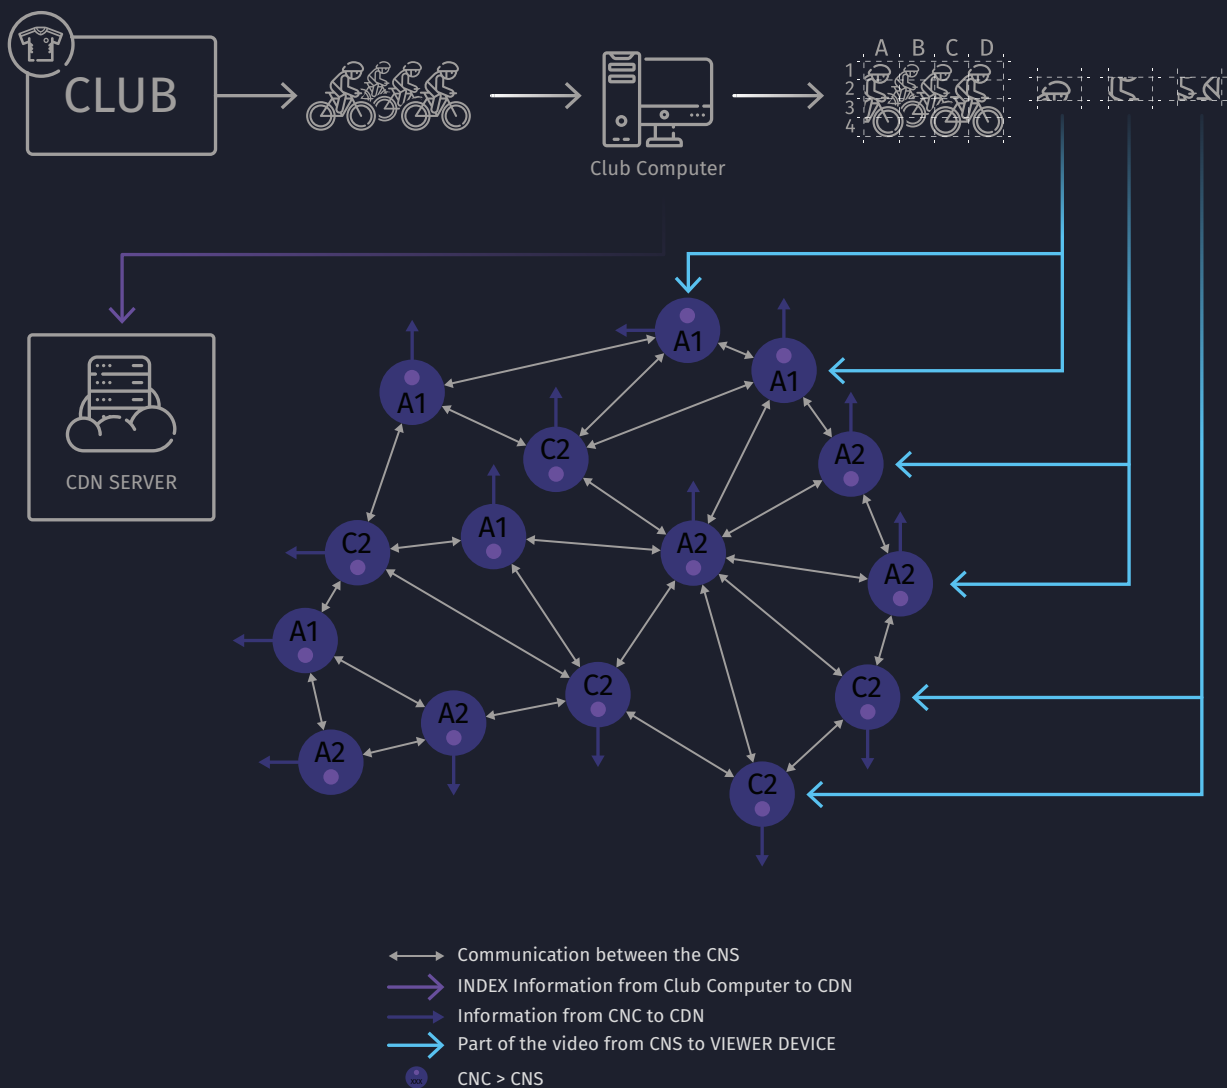 CLUB
A B C D
1
2
3
4
Club Computer
CDN SERVER
A1
A1
A1
C2
A2
A1
A2
C2
A2
A1
C2
C2
A2
A2
C2
Communication between the CNS
INDEX Information from Club Computer to CDN
Information from CNC to CDN
Part of the video from CNS to VIEWER DEVICE
xxx
CNC > CNS